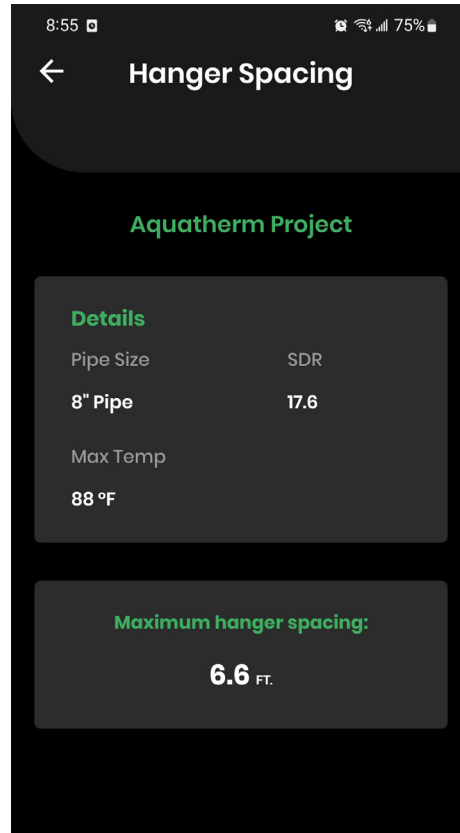 8:55 75%
Hanger Spacing
Aquatherm Project
Details
Pipe Size SDR
8" Pipe 17.6
Max Temp
88 ºF
Maximum hanger spacing:
6.6 FT.